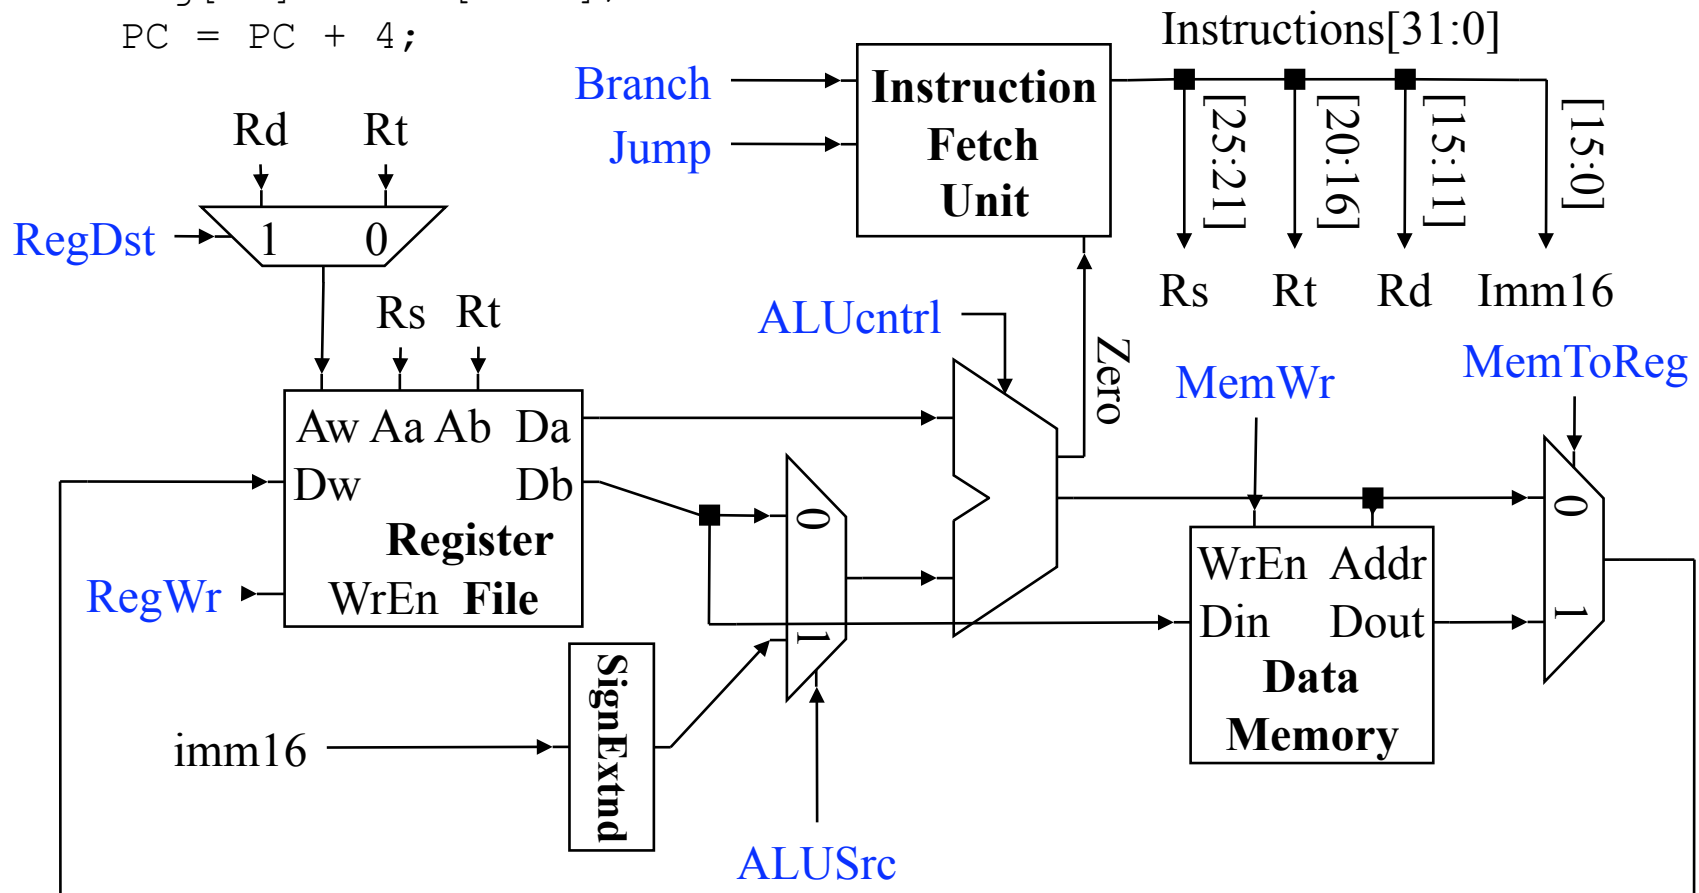 PC = PC + 4;
Instructions[31:0]
Branch
Jump
Instruction
Fetch
Unit
[25:21]
[20:16]
[15:11]
[15:0]
Rd
Rt
RegDst
1
0
Rs
Rt
Rd
Imm16
Rs
Rt
ALUcntrl
Zero
MemWr
MemToReg
Aw Aa Ab Da
Dw
Db
Register
WrEn File
RegWr
0
1
WrEn Addr
Din
Dout
Data
Memory
0
1
SignExtnd
imm16
ALUSrc